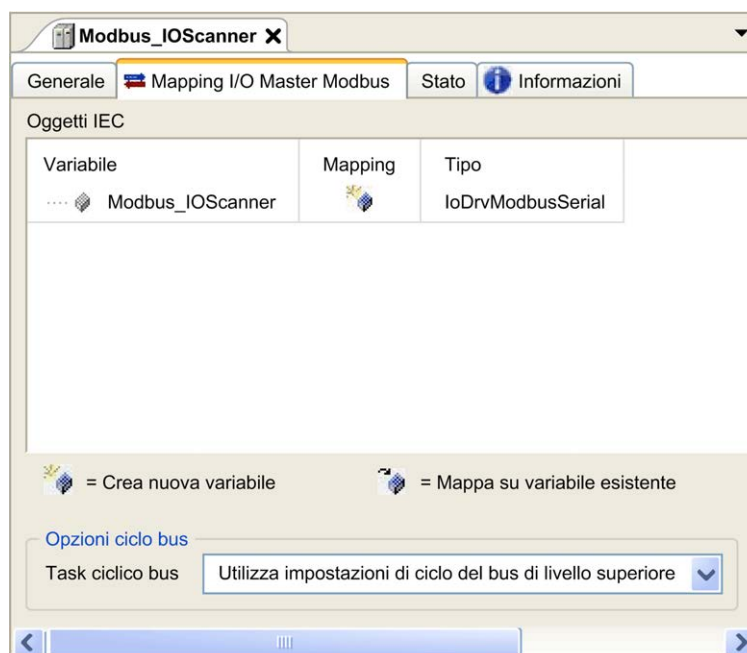 Modbus_IOScanner
Generale Mapping I/O Master Modbus Stato Informazioni
Oggetti IEC
Variabile Mapping Tipo
Modbus_IOScanner IoDrvModbusSerial
= Crea nuova variabile = Mappa su variabile esistente
Opzioni ciclo bus
Task ciclico bus Utilizza impostazioni di ciclo del bus di livello superiore